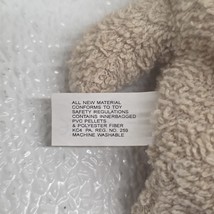 ALL NEW MATERIAL
CONFORMS TO TOY
SAFETY REGULATIONS
CONTAINS INNERBAGGED
PVC PELLETS
& POLYESTER FIBER
KC4 PA. REG. NO. 269
MACHINE WASHABLE